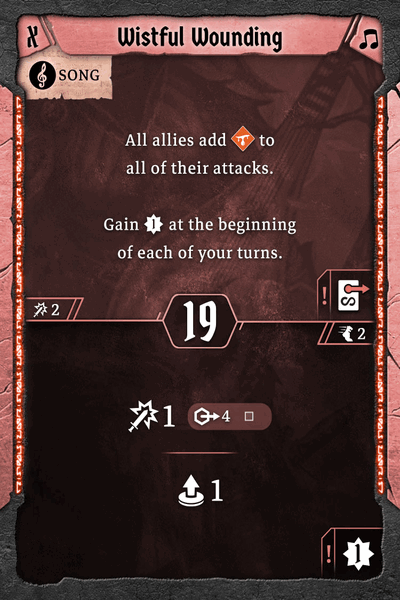 א Wistful Wounding
SONG
All allies add to
all of their attacks.
Gain 1 at the beginning
of each of your turns.
!
2 19 2
1 4
1
! 1